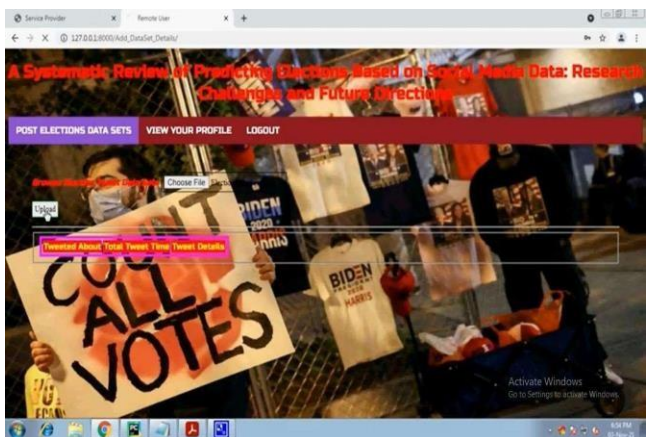 Service Provider
Remote User
127.0.0.1:8000/Add_DataSet_Details/
A Systematic Review of Predicting Elections Based on Social Media Data: Research
Challenges and Future Directions
POST ELECTIONS DATA SETS VIEW YOUR PROFILE LOGOUT
Choose File
Upload
Tweeted About Total Tweet Time Tweet Details
COUNT
ALL
VOTES
BIDEN
2020
HARRIS
BIDEN
PRESIDENT
2020
HARRIS
Activate Windows
Go to Settings to activate Windows.